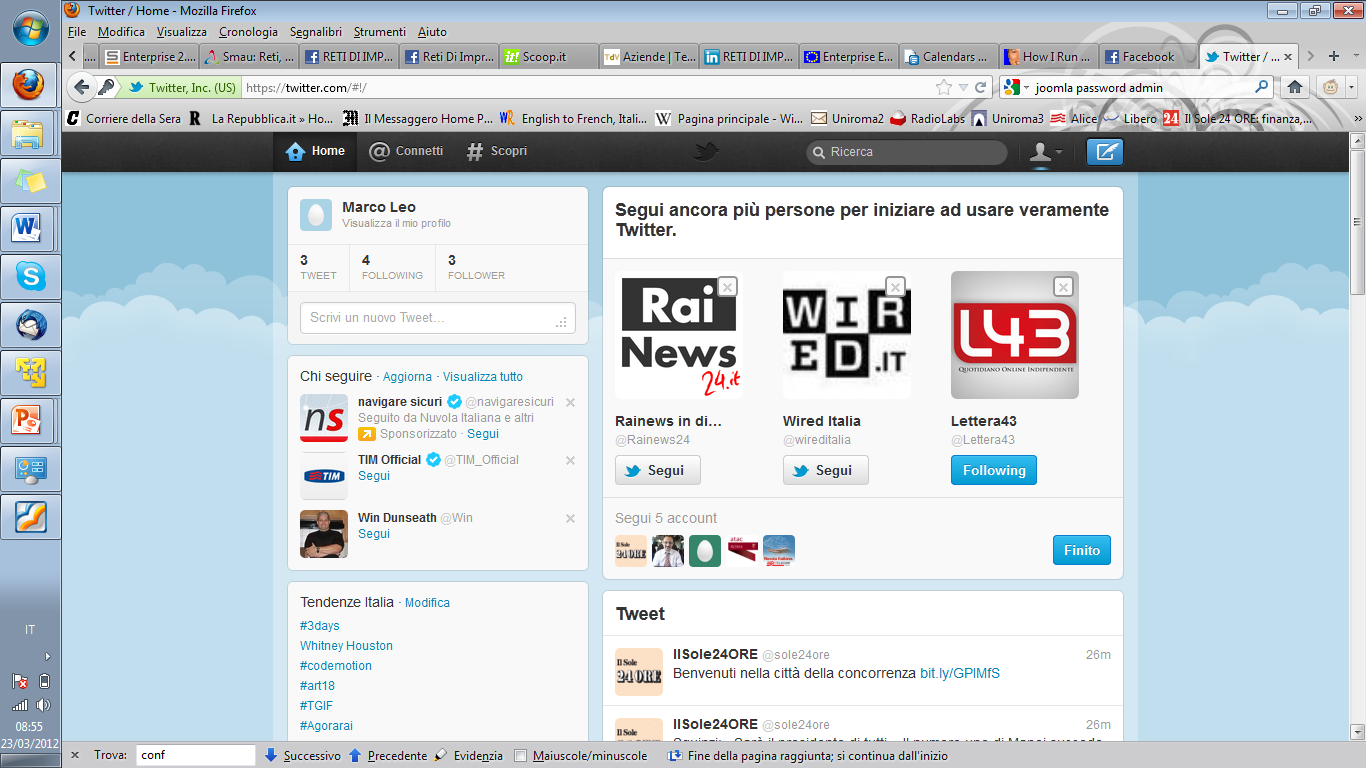 Twitter / Home - Mozilla Firefox
File Modifica Visualizza Cronologia Segnalibri Strumenti Aiuto
.... Enterprise 2.... Smau: Reti, ... RETI DI IMP... Reti Di Impr... Scoop.it Aziende | Te... RETI DI IMP... Enterprise E... Calendars ... How I Run ... Facebook Twitter / ...
Twitter, Inc. (US) https://twitter.com/#!/ joomla password admin
Corriere della Sera La Repubblica.it » Ho... Il Messaggero Home P... English to French, Ital... Pagina principale - Wi... Uniroma2 RadioLabs Uniroma3 Alice Libero Il Sole 24 ORE: finanza,...
Home Connetti Scopri Ricerca
Marco Leo
Visualizza il mio profilo
3 4 3
TWEET FOLLOWING FOLLOWER
Scrivi un nuovo Tweet...
Chi seguire · Aggiorna · Visualizza tutto
navigare sicuri @navigaresicuri
Seguito da Nuvola Italiana e altri
Sponsorizzato · Segui
TIM
TIM Official @TIM_Official
Segui
Win Dunseath @Win
Segui
Tendenze Italia · Modifica
#3days
Whitney Houston
#codemotion
#art18
#TGIF
#Agorarai
Segui ancora più persone per iniziare ad usare veramente
Twitter.
Rai
News
24.it
WIR
ED.IT
L43
QUOTIDIANO ONLINE INDIPENDENTE
Rainews in di... Wired Italia Lettera43
@Rainews24 @wireditalia @Lettera43
Segui Segui Following
Segui 5 account
Finito
Tweet
IlSole24ORE @sole24ore 26m
Benvenuti nella città della concorrenza bit.ly/GPlMfS
IlSole24ORE @sole24ore 26m
IT
08:55
23/03/2012
Trova: conf Successivo Precedente Evidenzia Maiuscole/minuscole Fine della pagina raggiunta; si continua dall'inizio